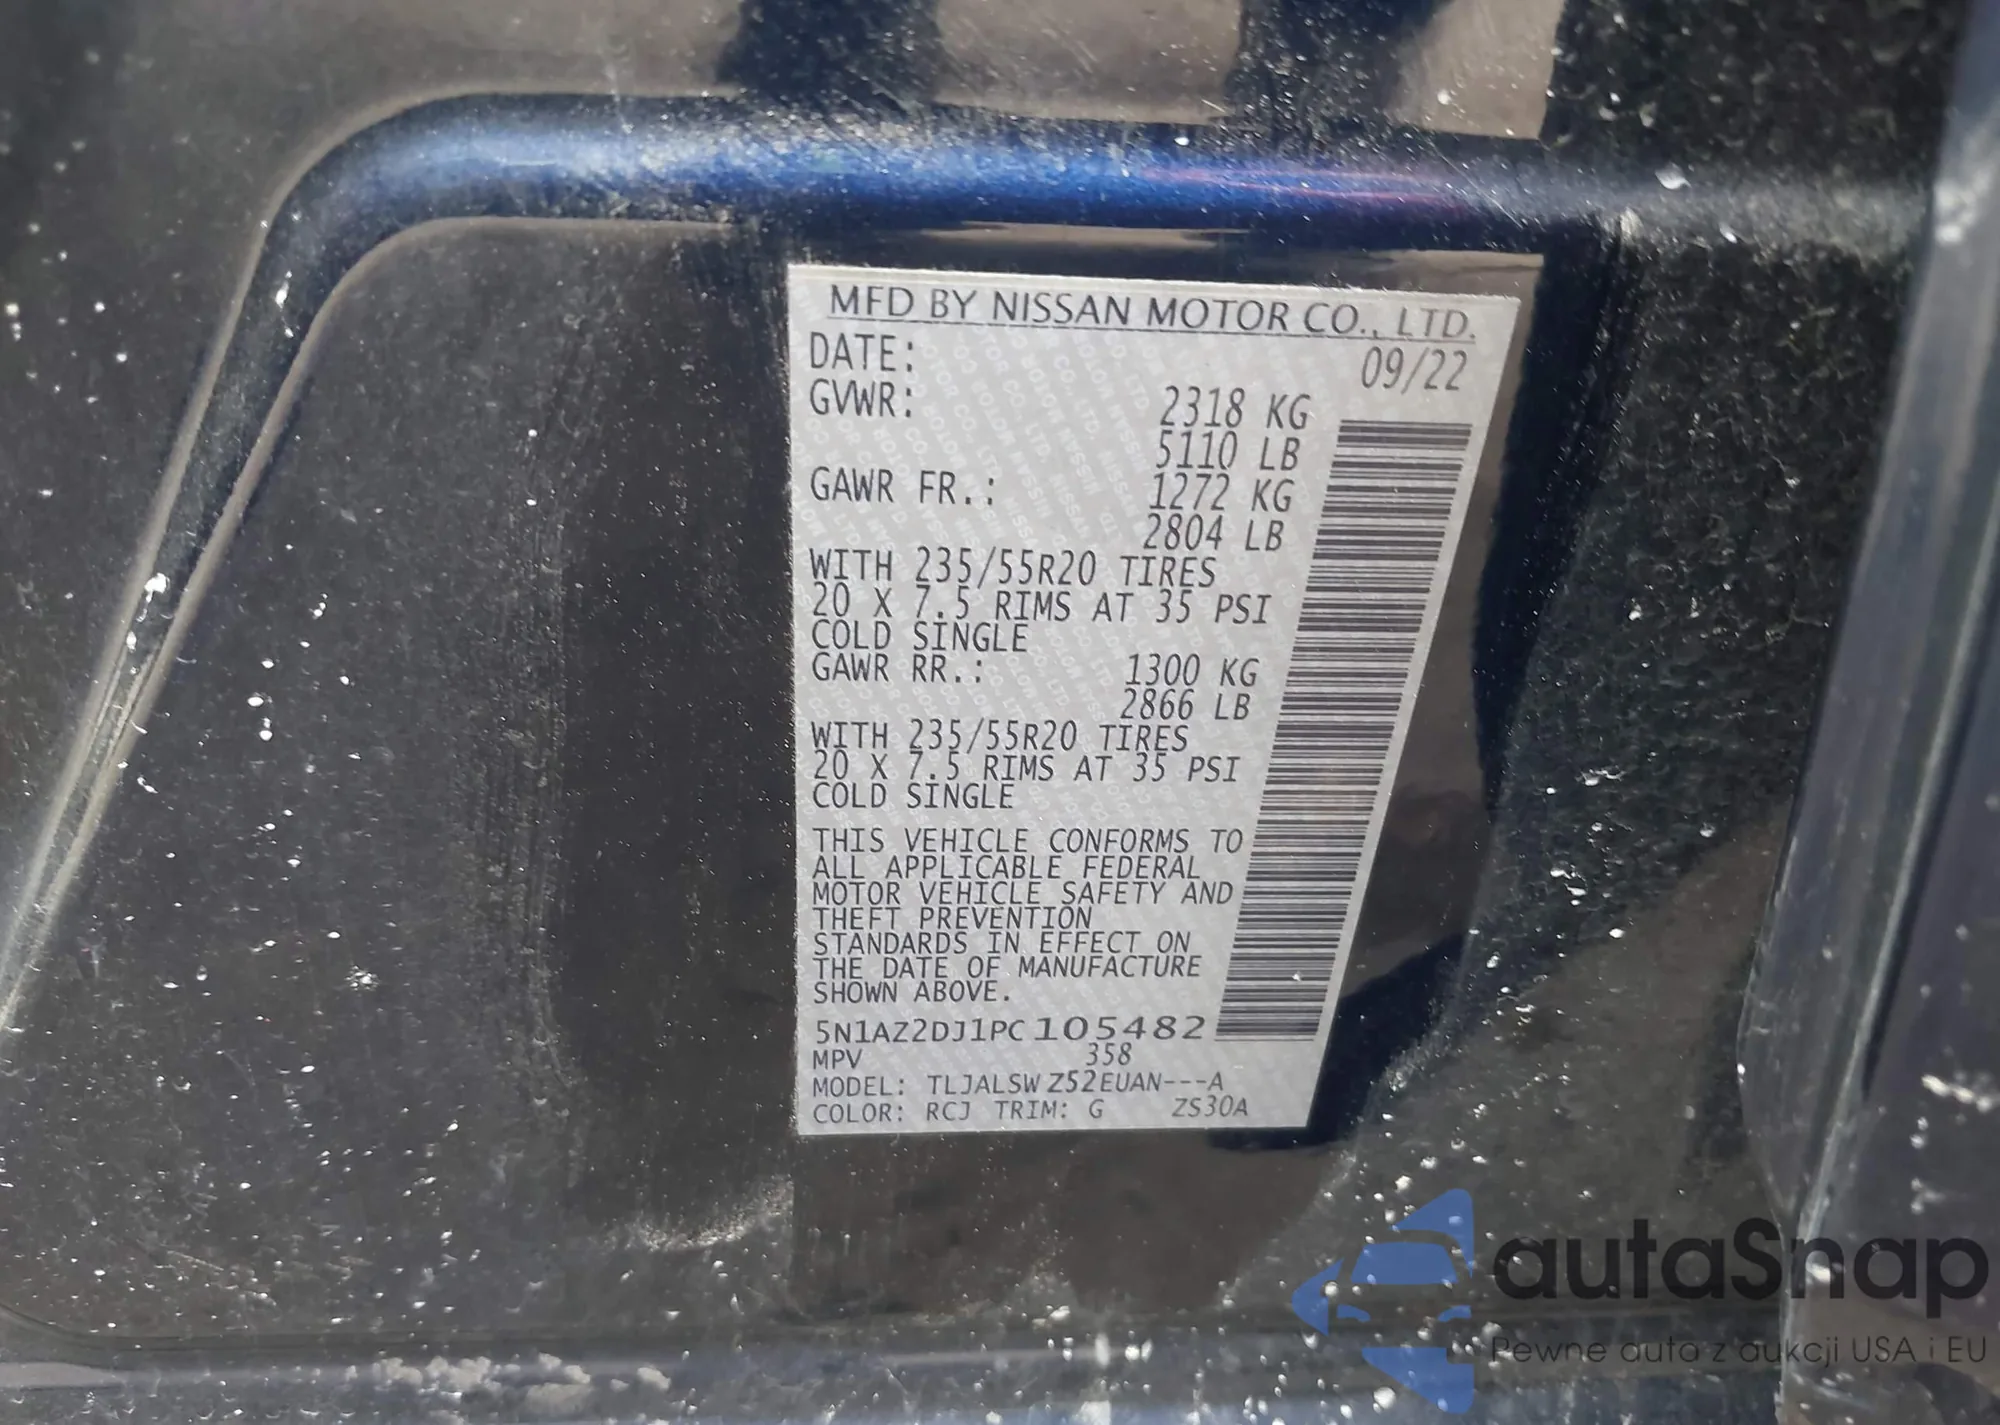 MFD BY NISSAN MOTOR CO., LTD.
DATE: 09/22
GVWR: 2318 KG
5110 LB
GAWR FR.: 1272 KG
2804 LB
WITH 235/55R20 TIRES
20 X 7.5 RIMS AT 35 PSI
COLD SINGLE
GAWR RR.: 1300 KG
2866 LB
WITH 235/55R20 TIRES
20 X 7.5 RIMS AT 35 PSI
COLD SINGLE
THIS VEHICLE CONFORMS TO
ALL APPLICABLE FEDERAL
MOTOR VEHICLE SAFETY AND
THEFT PREVENTION
STANDARDS IN EFFECT ON
THE DATE OF MANUFACTURE
SHOWN ABOVE.
5N1AZ2DJ1PC105482
MPV 358
MODEL: TLJALSWZ52EUAN---A
COLOR: RCJ TRIM: G ZS30A
autaSnap
Pewne auta z aukcji USA i EU